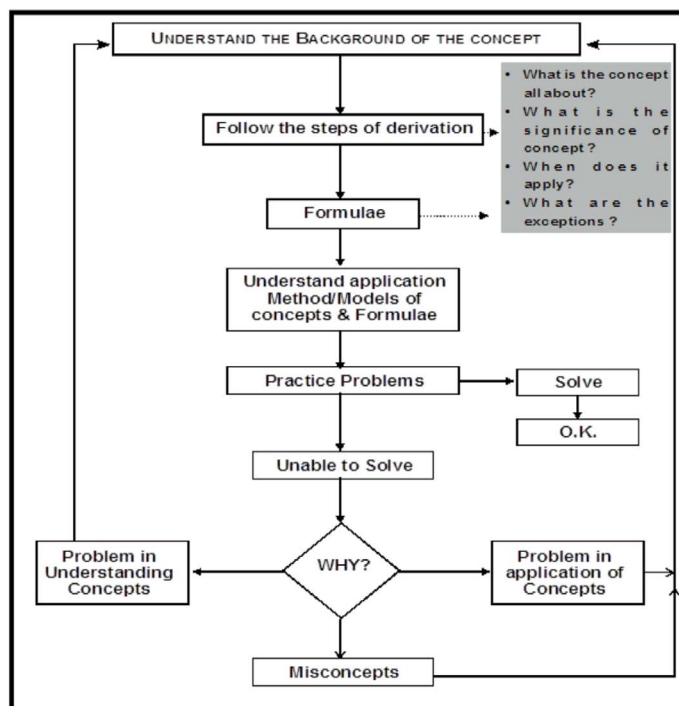 UNDERSTAND THE BACKGROUND OF THE CONCEPT
• What is the concept
all about?
• What is the
significance of
concept?
• When does it
apply?
• What are the
exceptions ?
Follow the steps of derivation
Formulae
Understand application
Method/Models of
concepts & Formulae
Practice Problems
Solve
O.K.
Unable to Solve
WHY?
Problem in
Understanding
Concepts
Problem in
application of
Concepts
Misconcepts